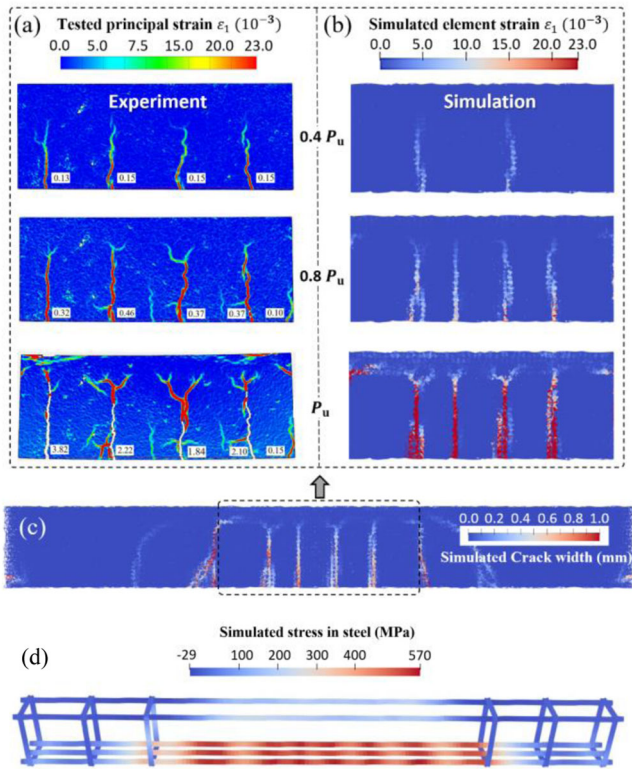 (a) Tested principal strain ε₁ (10⁻³)
0.0 5.0 10.0 15.0 23.0
Experiment
0.13 0.15 0.15 0.15
0.32 0.46 0.37 0.37 0.10
3.82 2.22 1.84 2.10 0.15
0.4 Pᵤ
0.8 Pᵤ
Pᵤ
(b) Simulated element strain ε₁ (10⁻³)
0.0 5.0 10.0 15.0 23.0
Simulation
(c)
0.0 0.2 0.4 0.6 0.8 1.0
Simulated Crack width (mm)
(d)
Simulated stress in steel (MPa)
-29 100 200 300 400 570